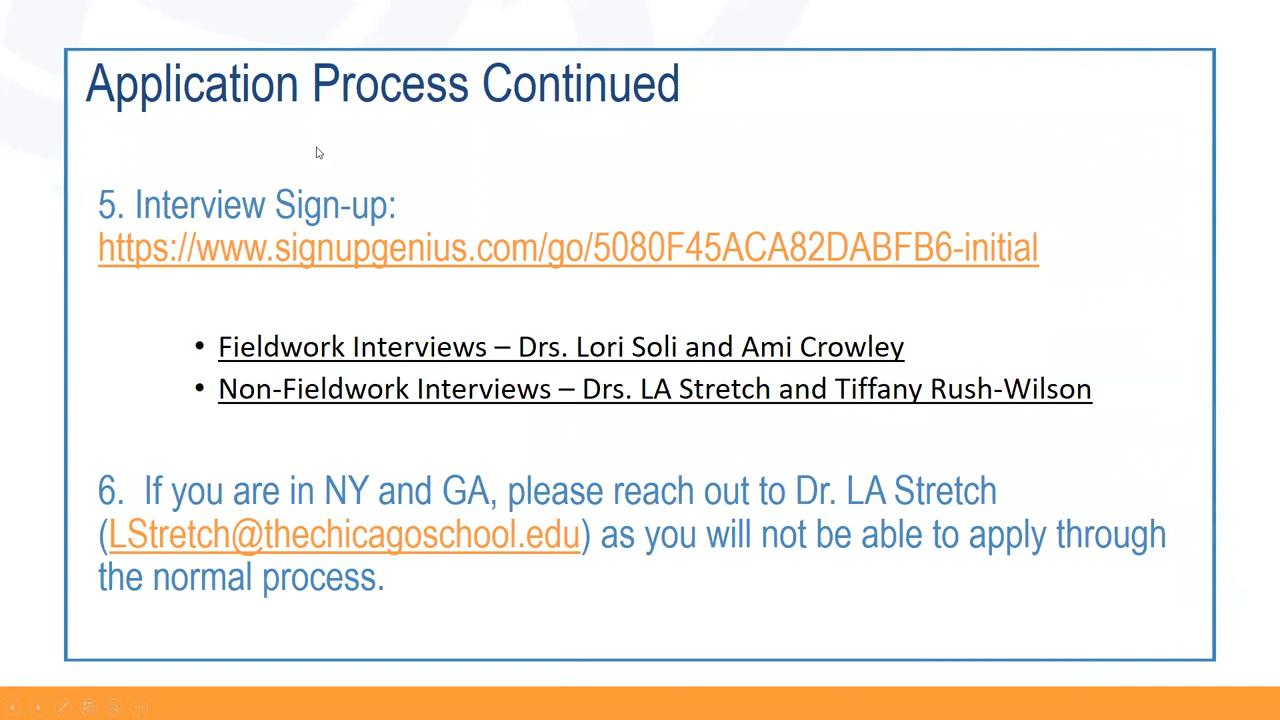 Application Process Continued
5. Interview Sign-up:
https://www.signupgenius.com/go/5080F45ACA82DABFB6-initial
• Fieldwork Interviews – Drs. Lori Soli and Ami Crowley
• Non-Fieldwork Interviews – Drs. LA Stretch and Tiffany Rush-Wilson
6. If you are in NY and GA, please reach out to Dr. LA Stretch
(LStretch@thechicagoschool.edu) as you will not be able to apply through
the normal process.